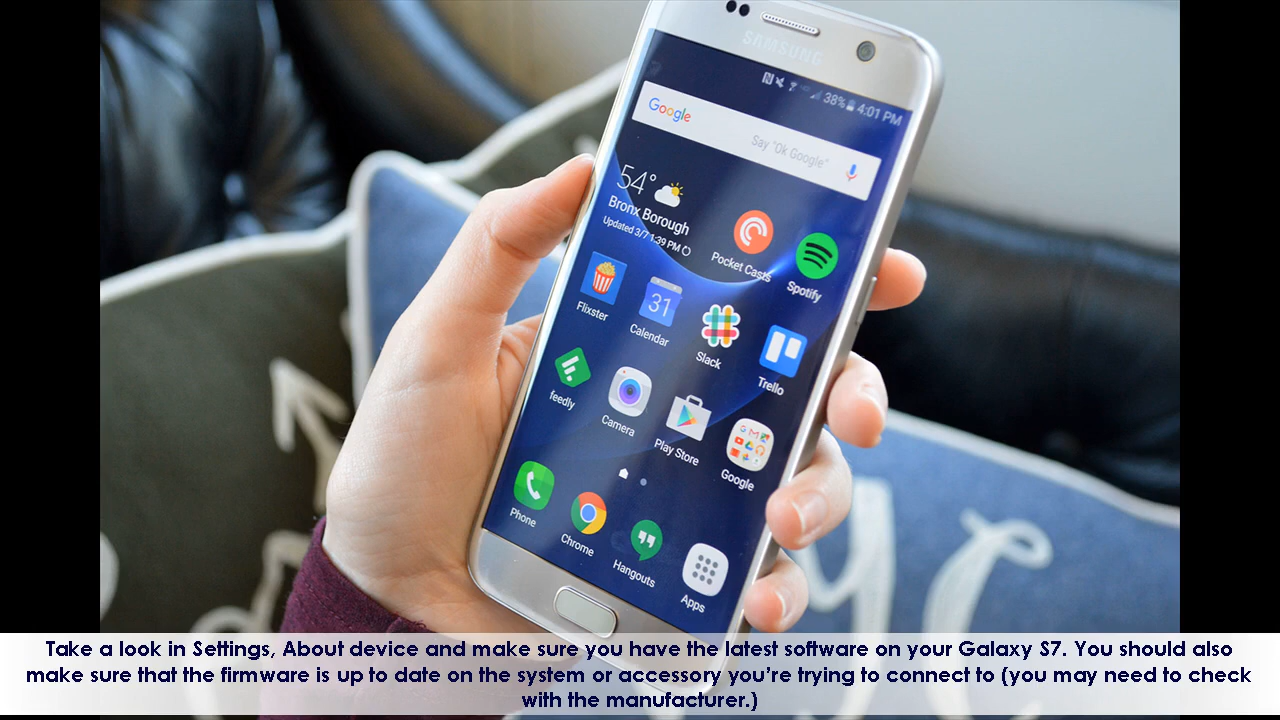 SAMSUNG
38% 4:01 PM
Google
Say "Ok Google"
54°
Bronx Borough
Updated 3/7 1:39 PM
Pocket Casts
Spotify
Flixster
Calendar
31
Slack
Trello
feedly
Camera
Play Store
Google
Phone
Chrome
Hangouts
Apps
Take a look in Settings, About device and make sure you have the latest software on your Galaxy S7. You should also
make sure that the firmware is up to date on the system or accessory you’re trying to connect to (you may need to check
with the manufacturer.)